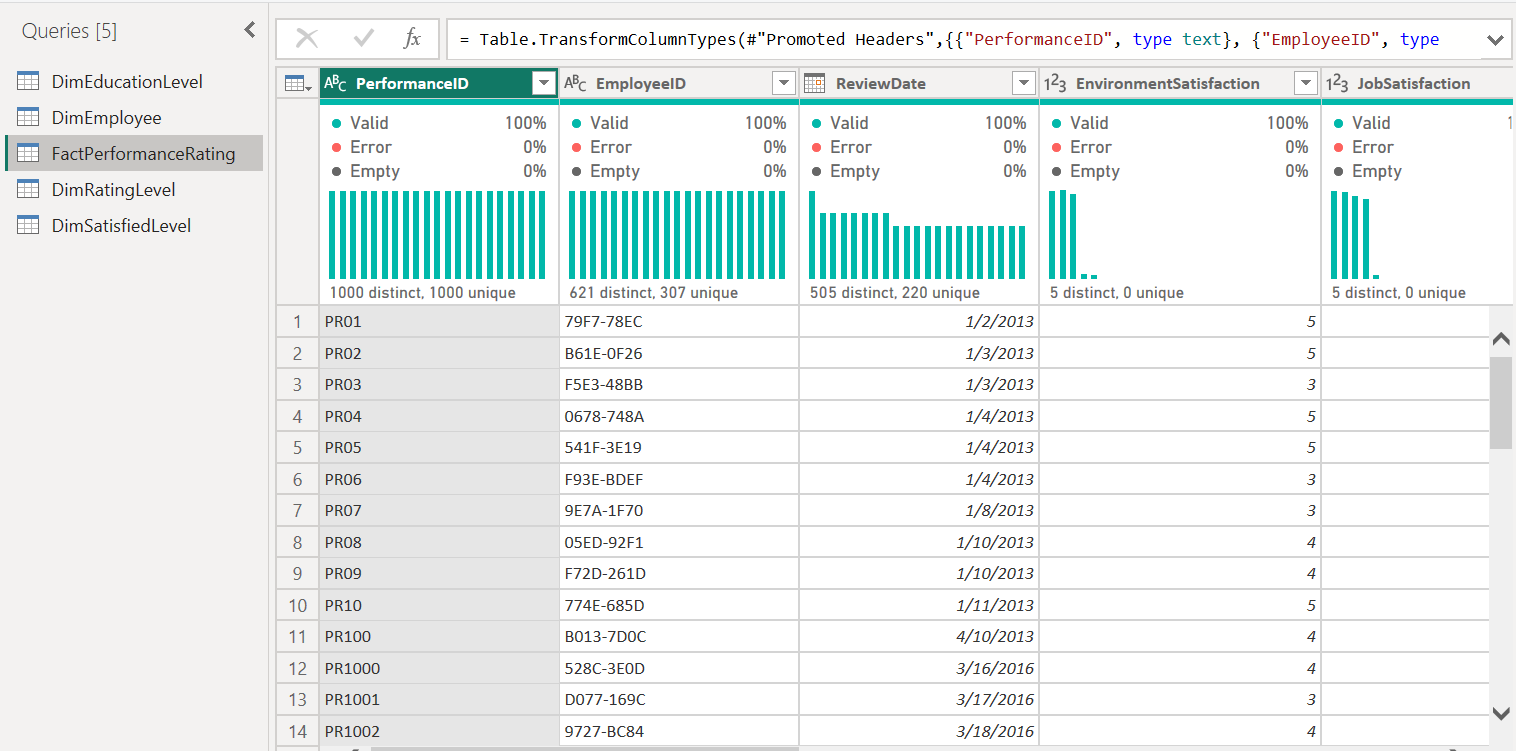 Queries [5]
DimEducationLevel
DimEmployee
FactPerformanceRating
DimRatingLevel
DimSatisfiedLevel
fx
= Table.TransformColumnTypes(#"Promoted Headers",{{"PerformanceID", type text}, {"EmployeeID", type
ABC PerformanceID ABC EmployeeID ReviewDate 123 EnvironmentSatisfaction 123 JobSatisfaction
Valid 100% Valid 100% Valid 100% Valid 100% Valid 1
Error 0% Error 0% Error 0% Error 0% Error
Empty 0% Empty 0% Empty 0% Empty 0% Empty
1000 distinct, 1000 unique 621 distinct, 307 unique 505 distinct, 220 unique 5 distinct, 0 unique 5 distinct, 0 unique
1 PR01 79F7-78EC 1/2/2013 5
2 PR02 B61E-0F26 1/3/2013 5
3 PR03 F5E3-48BB 1/3/2013 3
4 PR04 0678-748A 1/4/2013 5
5 PR05 541F-3E19 1/4/2013 5
6 PR06 F93E-BDEF 1/4/2013 3
7 PR07 9E7A-1F70 1/8/2013 3
8 PR08 05ED-92F1 1/10/2013 4
9 PR09 F72D-261D 1/10/2013 4
10 PR10 774E-685D 1/11/2013 5
11 PR100 B013-7D0C 4/10/2013 4
12 PR1000 528C-3E0D 3/16/2016 4
13 PR1001 D077-169C 3/17/2016 3
14 PR1002 9727-BC84 3/18/2016 4